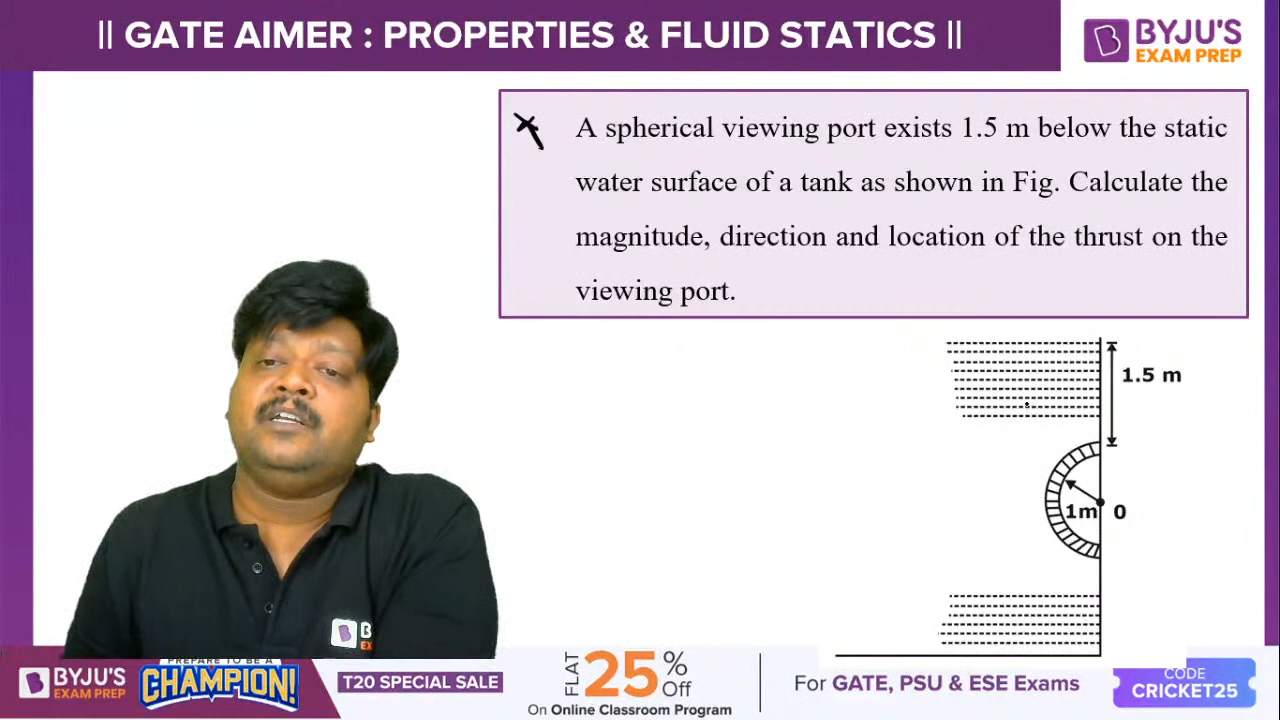 || GATE AIMER : PROPERTIES & FLUID STATICS ||
BYJU'S
EXAM PREP
A spherical viewing port exists 1.5 m below the static
water surface of a tank as shown in Fig. Calculate the
magnitude, direction and location of the thrust on the
viewing port.
1.5 m
1m
0
B
EX
BYJU'S
EXAM PREP
PREPARE TO BE A
CHAMPION!
T20 SPECIAL SALE
FLAT 25% Off
On Online Classroom Program
For GATE, PSU & ESE Exams
CODE
CRICKET25